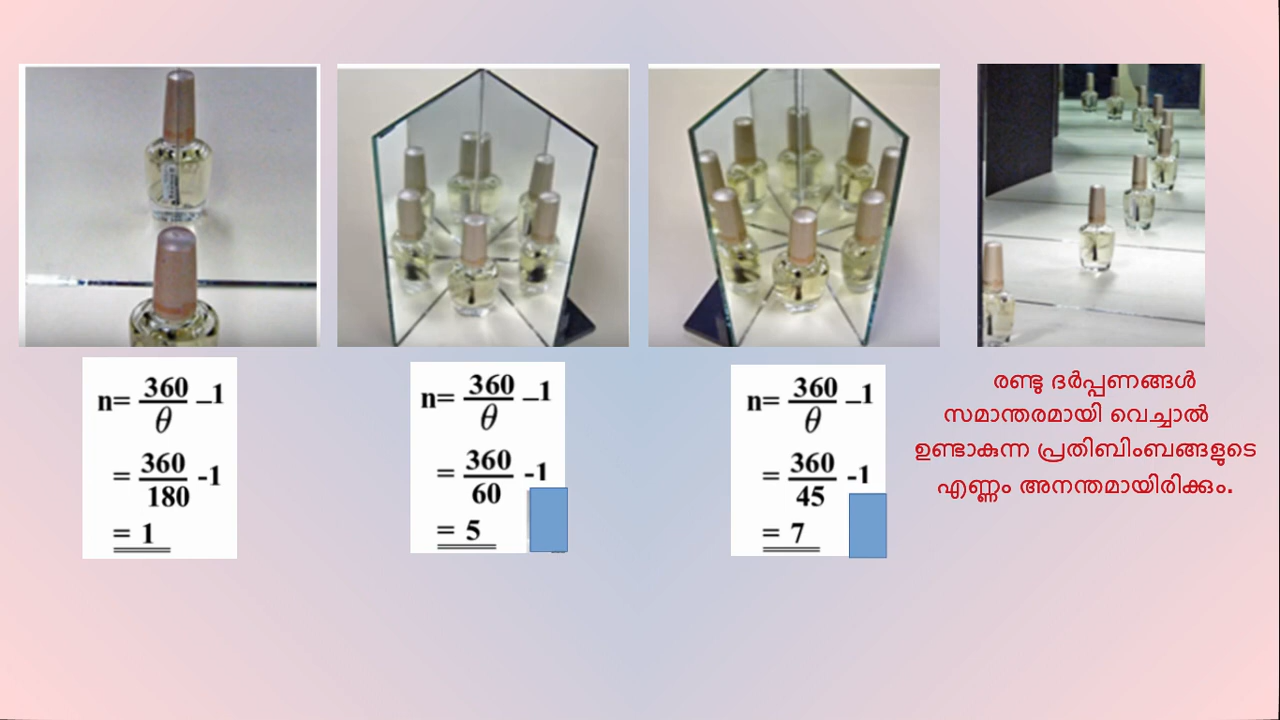 n= 360/θ –1
= 360/180 -1
= 1
n= 360/θ –1
= 360/60 -1
= 5
n= 360/θ –1
= 360/45 -1
= 7
രണ്ടു ദർപ്പണങ്ങൾ
സമാന്തരമായി വെച്ചാൽ
ഉണ്ടാകുന്ന പ്രതിബിംബങ്ങളുടെ
എണ്ണം അനന്തമായിരിക്കും.